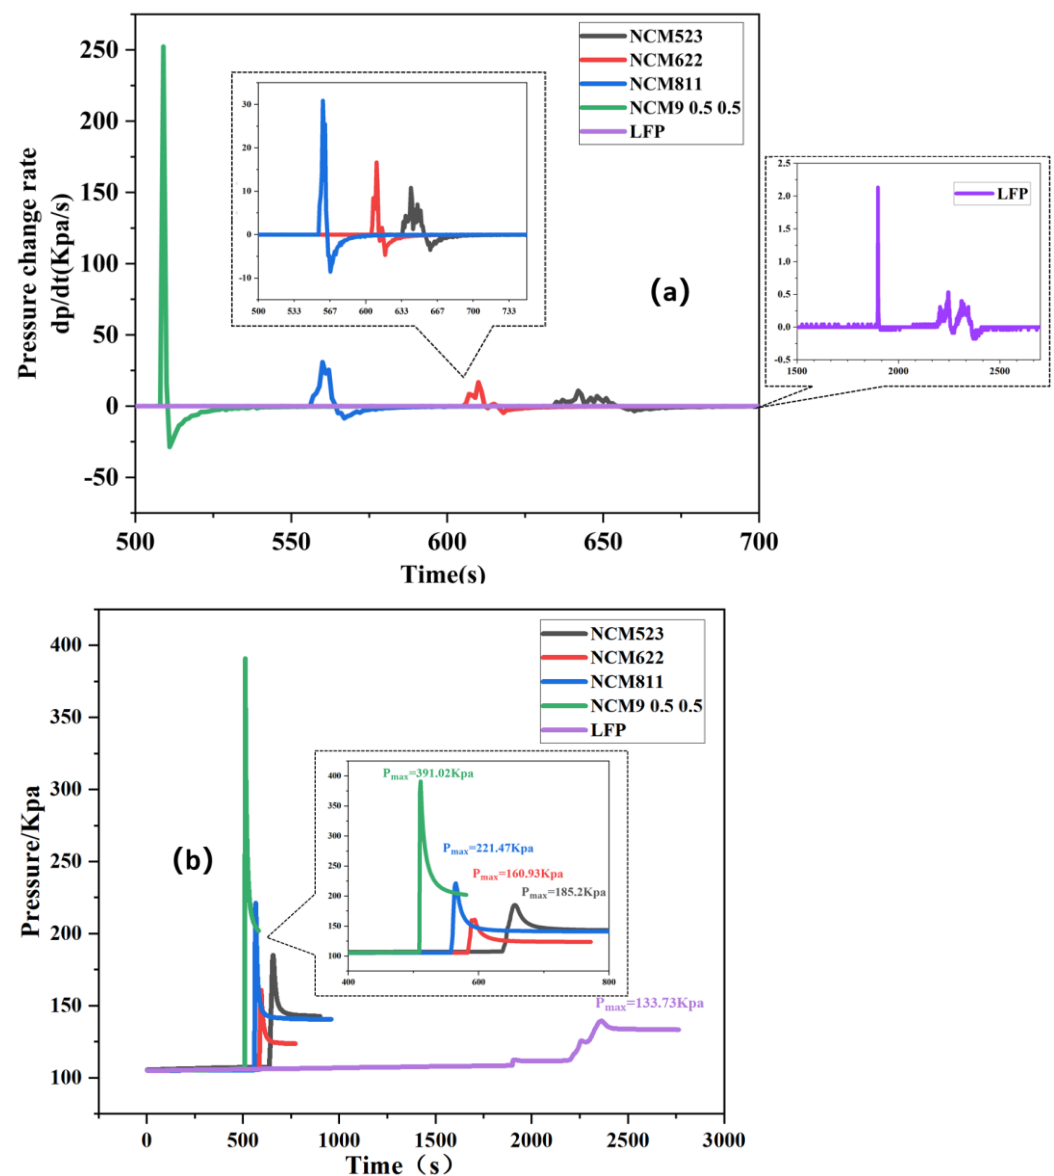 NCM523
NCM622
NCM811
NCM9 0.5 0.5
LFP
Pressure change rate
dp/dt(Kpa/s)
250
200
150
100
50
0
-50
500
550
600
650
700
Time(s)
30
20
10
0
-10
500
533
567
600
633
667
700
733
(a)
LFP
2.5
2.0
1.5
1.0
0.5
0.0
-0.5
1500
2000
2500
NCM523
NCM622
NCM811
NCM9 0.5 0.5
LFP
Pressure/Kpa
400
350
300
250
200
150
100
0
500
1000
1500
2000
2500
3000
Time（s）
(b)
Pmax=391.02Kpa
Pmax=221.47Kpa
Pmax=160.93Kpa
Pmax=185.2Kpa
400
350
300
250
200
150
100
400
600
800
Pmax=133.73Kpa